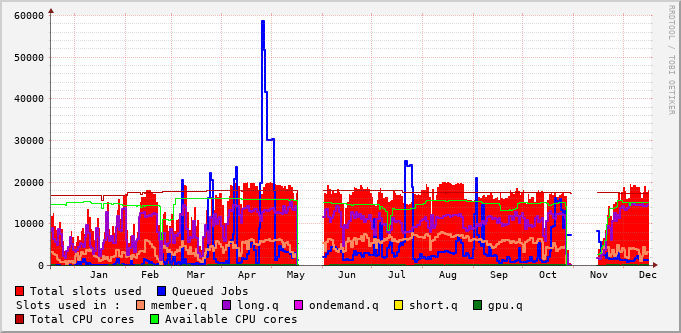 60000
50000
40000
30000
20000
10000
0
Jan Feb Mar Apr May Jun Jul Aug Sep Oct Nov Dec
RRDTOOL / TOBI OETIKER
Total slots used Queued Jobs
Slots used in : member.q long.q ondemand.q short.q gpu.q
Total CPU cores Available CPU cores